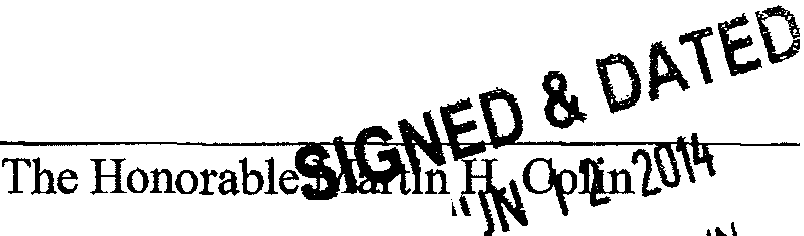 SIGNED & DATED
The Honorable Martin H. Colin
JUN 12 2014